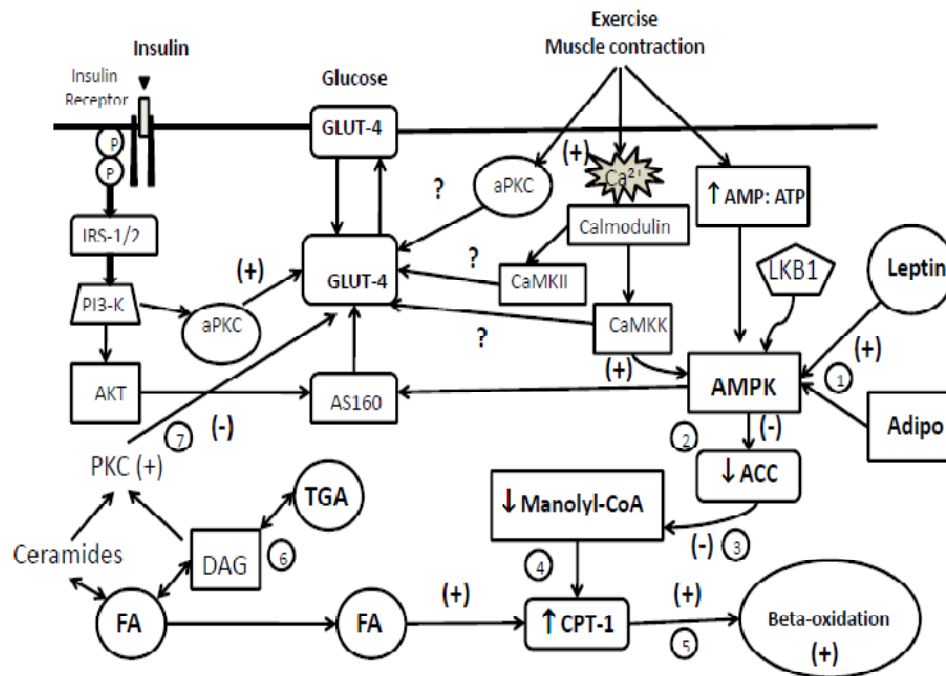 Exercise
Muscle contraction
Insulin
Insulin
Receptor
Glucose
GLUT-4
P
P
(+)
Ca²⁺
aPKC
?
↑ AMP: ATP
IRS-1/2
Calmodulin
LKB1
Leptin
(+)
GLUT-4
?
CaMKII
PI3-K
aPKC
CaMKK
?
(+)
(+)
1
AKT
AS160
AMPK
Adipo
7
(-)
2
(-)
PKC (+)
↓ ACC
TGA
↓ Manolyl-CoA
Ceramides
DAG
6
(-)
3
4
FA
FA
(+)
↑ CPT-1
(+)
5
Beta-oxidation
(+)